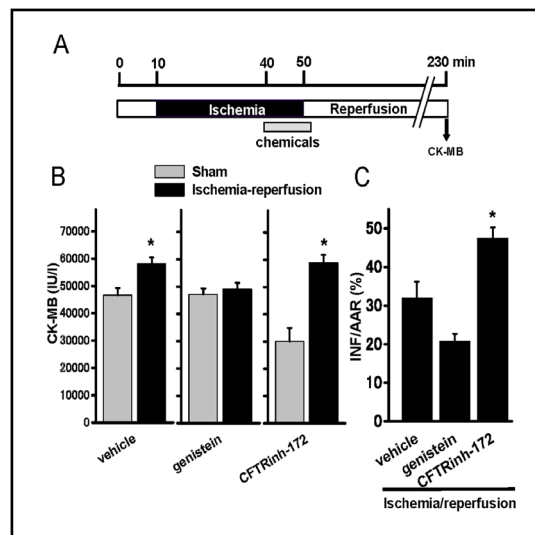 A
0 10 40 50 230 min
Ischemia
Reperfusion
chemicals
CK-MB
B
Sham
Ischemia-reperfusion
CK-MB (IU/l)
70000
60000
50000
40000
30000
20000
10000
0
*
*
vehicle
genistein
CFTRinh-172
C
INF/AAR (%)
50
40
30
20
10
0
*
vehicle
genistein
CFTRinh-172
Ischemia/reperfusion